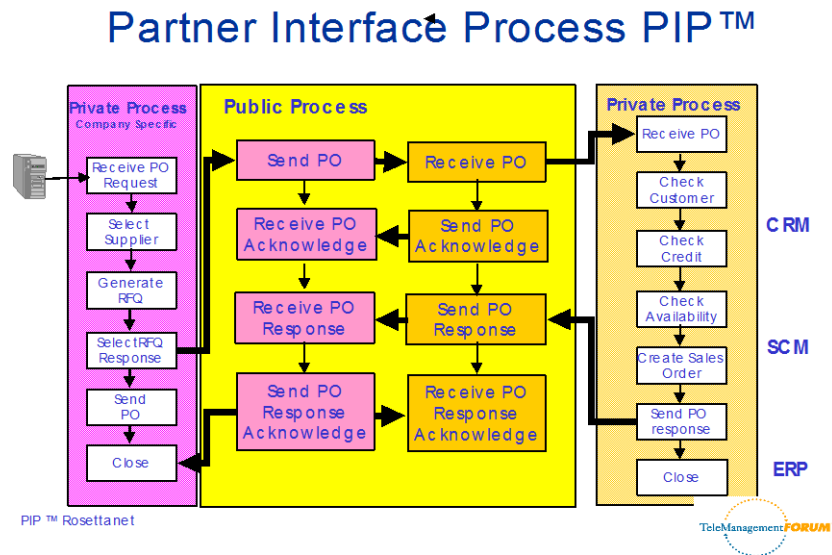 Partner Interface Process PIP™
Private Process
Company Specific
Receive PO
Request
Select
Supplier
Generate
RFQ
SelectRFQ
Response
Send
PO
Close
Public Process
Send PO
Receive PO
Receive PO
Acknowledge
Send PO
Acknowledge
Receive PO
Response
Send PO
Response
Send PO
Response
Acknowledge
Receive PO
Response
Acknowledge
Private Process
Receive PO
Check
Customer
Check
Credit
Check
Availability
Create Sales
Order
Send PO
response
Close
CRM
SCM
ERP
PIP ™ Rosettanet
TeleManagementFORUM